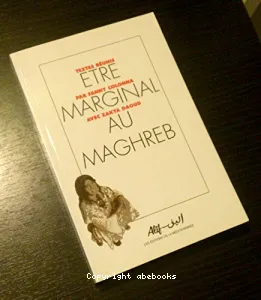 TEXTES RÉUNIS
ÊTRE
PAR FANNY COLONNA
MARGINAL
AVEC ZAKYA DAOUD
AU
MAGHREB
Alif
LES ÉDITIONS DE LA MÉDITERRANÉE
Copyright abebooks